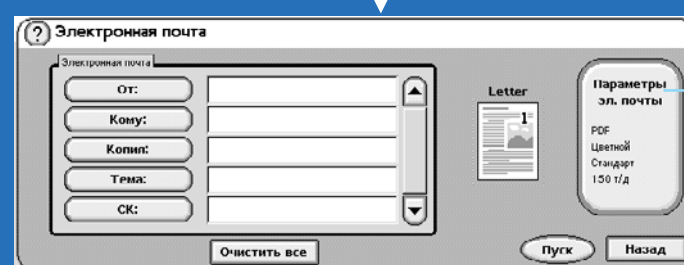 ? Электронная почта
Электронная почта
От:
Кому:
Копия:
Тема:
СК:
Очистить все
Letter
1
Параметры
эл. почты
PDF
Цветной
Стандарт
150 т/д
Пуск
Назад